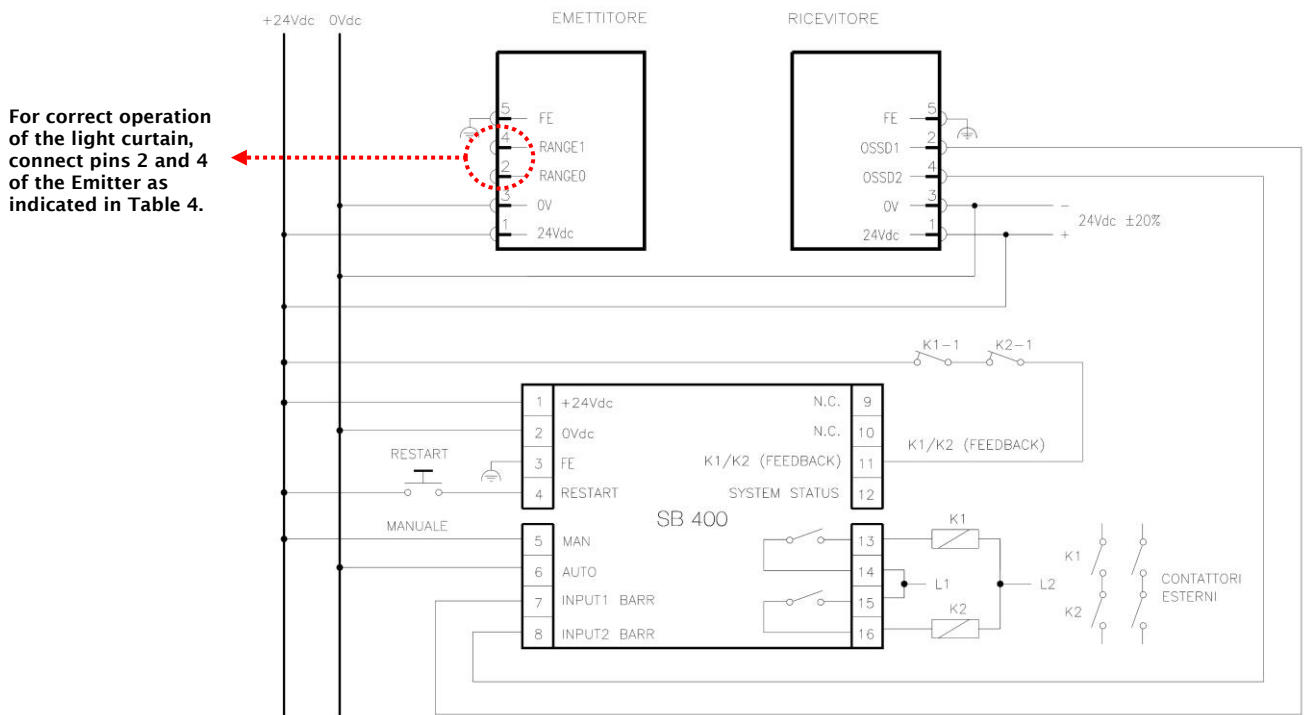 +24Vdc 0Vdc
EMETTITORE
RICEVITORE
For correct operation
of the light curtain,
connect pins 2 and 4
of the Emitter as
indicated in Table 4.
5 FE
4 RANGE1
2 RANGE0
3 0V
1 24Vdc
FE 5
OSSD1 2
OSSD2 4
0V 3
24Vdc 1
-
24Vdc ±20%
+
K1-1 K2-1
1 +24Vdc
2 0Vdc
3 FE
4 RESTART
N.C. 9
N.C. 10
K1/K2 (FEEDBACK) 11
SYSTEM STATUS 12
K1/K2 (FEEDBACK)
RESTART
MANUALE
SB 400
5 MAN
6 AUTO
7 INPUT1 BARR
8 INPUT2 BARR
13
14
15
16
K1
L1
L2
K2
K1
K2
CONTATTORI
ESTERNI